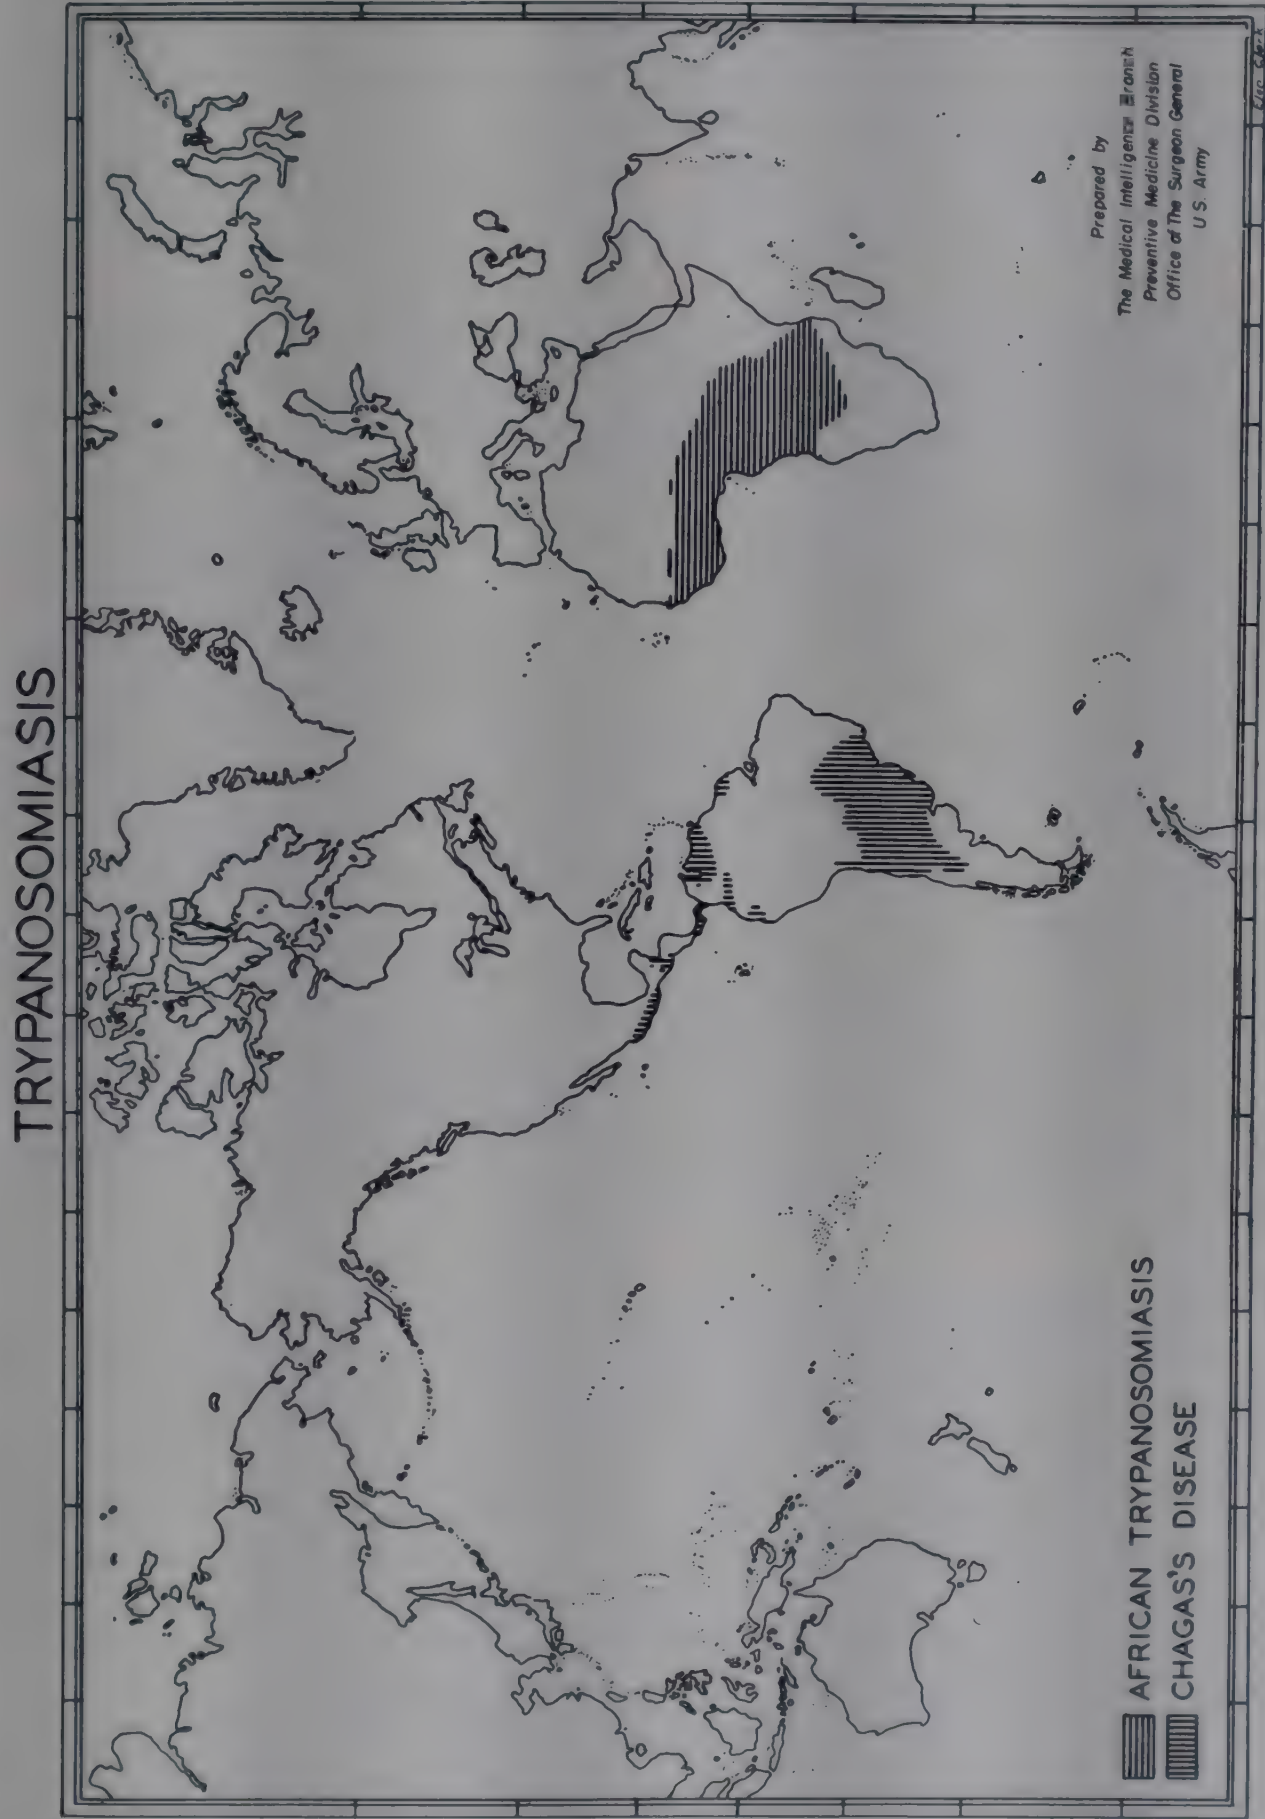 TRYPANOSOMIASIS
Prepared by
The Medical Intelligence Branch
Preventive Medicine Division
Office of The Surgeon General
U.S. Army
AFRICAN TRYPANOSOMIASIS
CHAGAS'S DISEASE